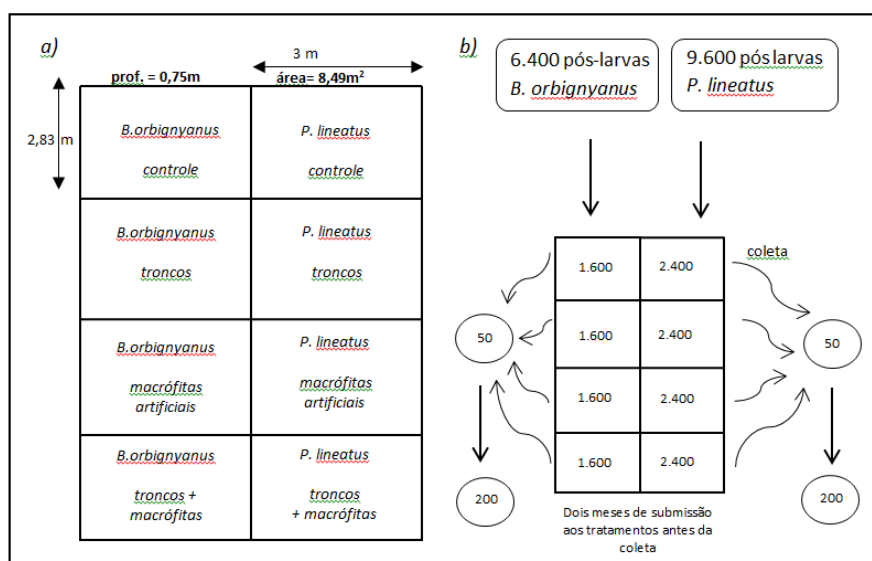 a)
3 m
prof. = 0,75m
área= 8,49m²
2,83 m
B.orbignyanus
controle
P. lineatus
controle
B.orbignyanus
troncos
P. lineatus
troncos
B.orbignyanus
macrófitas
artificiais
P. lineatus
macrófitas
artificiais
B.orbignyanus
troncos +
macrófitas
P. lineatus
troncos
+ macrófitas
b)
6.400 pós-larvas
B. orbignyanus
9.600 pós larvas
P. lineatus
coleta
1.600
2.400
1.600
2.400
1.600
2.400
1.600
2.400
50
50
200
200
Dois meses de submissão
aos tratamentos antes da
coleta